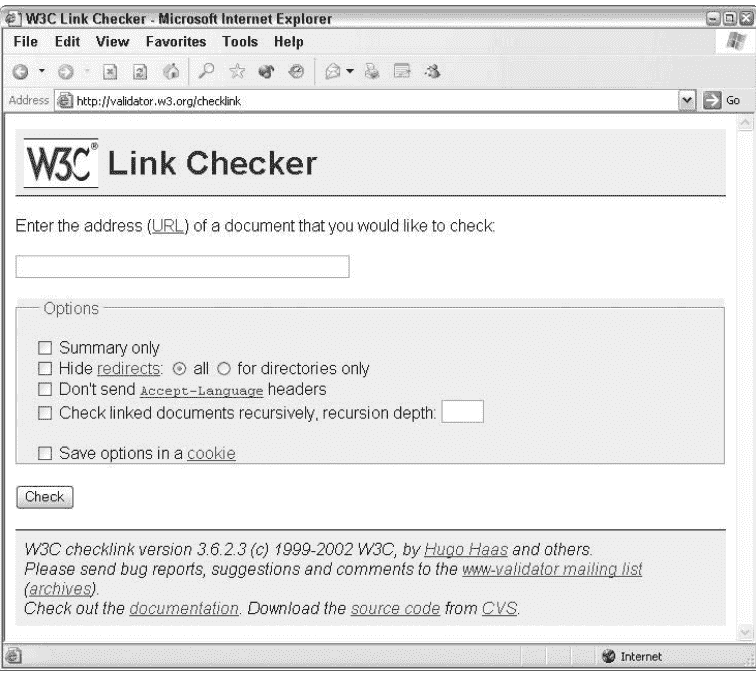 W3C Link Checker - Microsoft Internet Explorer
File Edit View Favorites Tools Help
Address http://validator.w3.org/checklink Go
W3C® Link Checker
Enter the address (URL) of a document that you would like to check:
Options
Summary only
Hide redirects: all for directories only
Don't send Accept-Language headers
Check linked documents recursively, recursion depth:
Save options in a cookie
Check
W3C checklink version 3.6.2.3 (c) 1999-2002 W3C, by Hugo Haas and others.
Please send bug reports, suggestions and comments to the www-validator mailing list
(archives).
Check out the documentation. Download the source code from CVS.
Internet